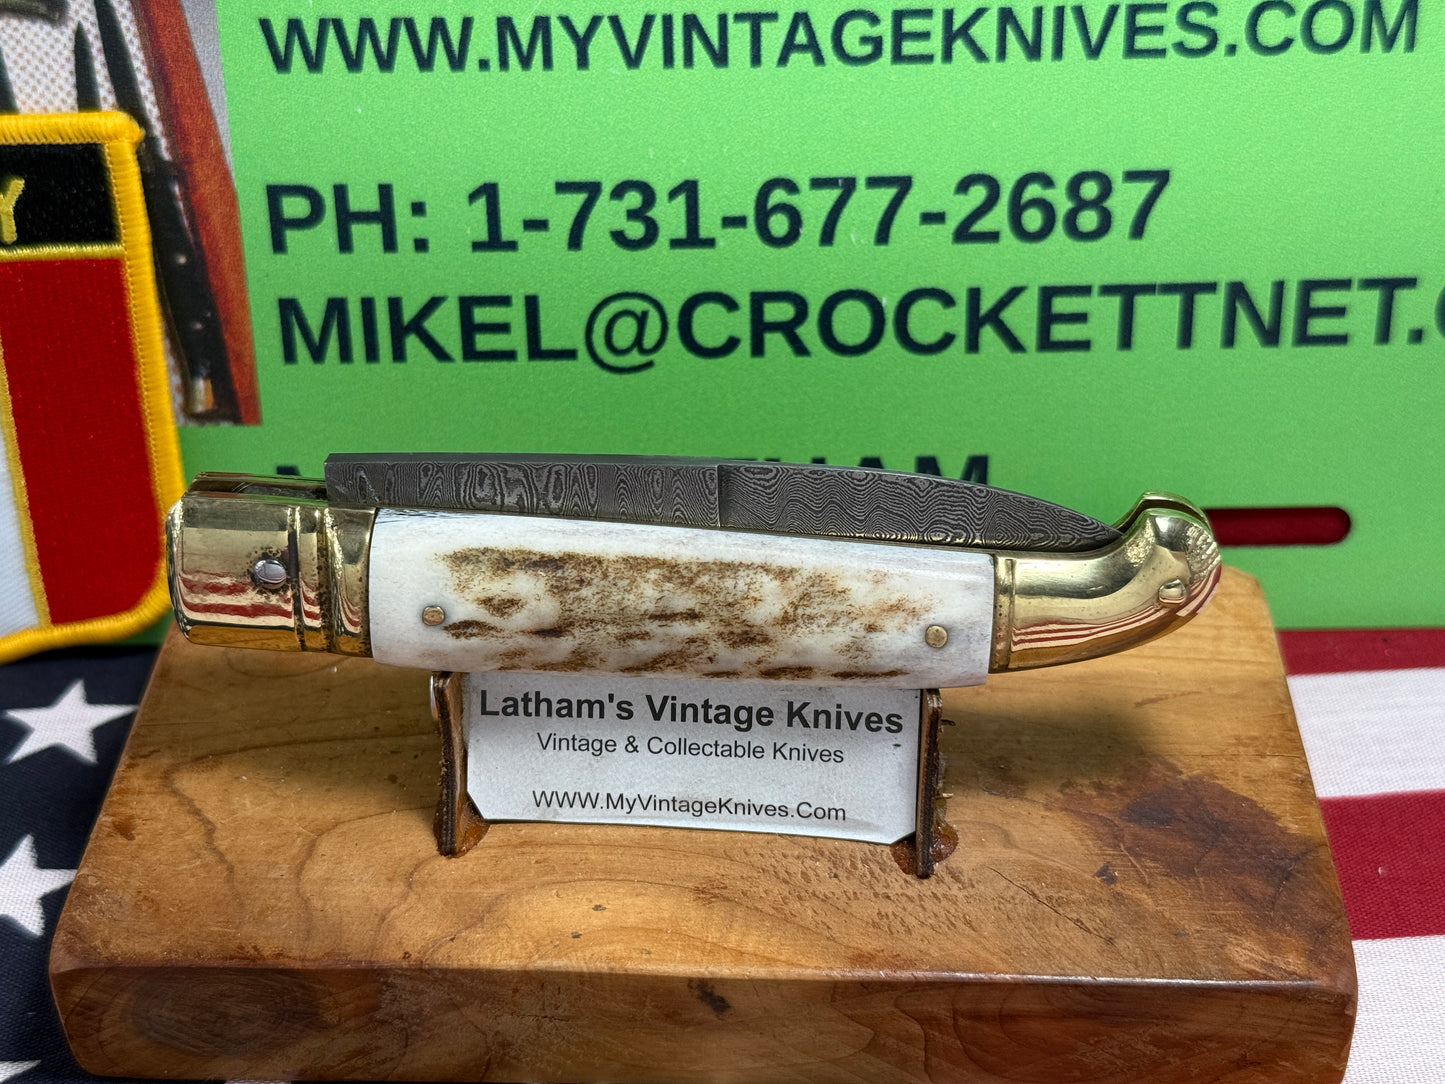 WWW.MYVINTAGEKNIVES.COM
PH: 1-731-677-2687
MIKEL@CROCKETTNET.
Y
Latham's Vintage Knives
Vintage & Collectable Knives
WWW.MyVintageKnives.Com